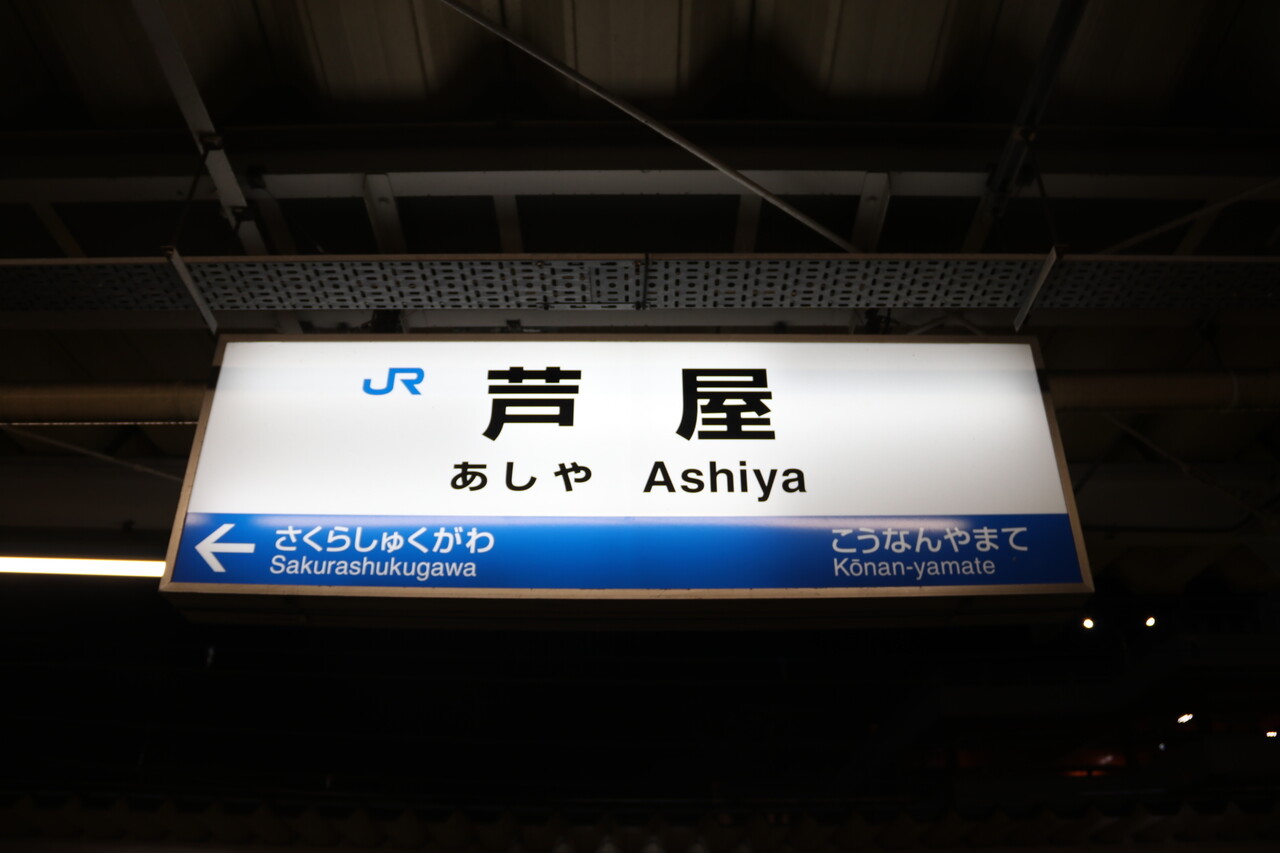 JR 芦屋
あしや Ashiya
← さくらしゅくがわ こうなんやまて
Sakurashukugawa Kōnan-yamate